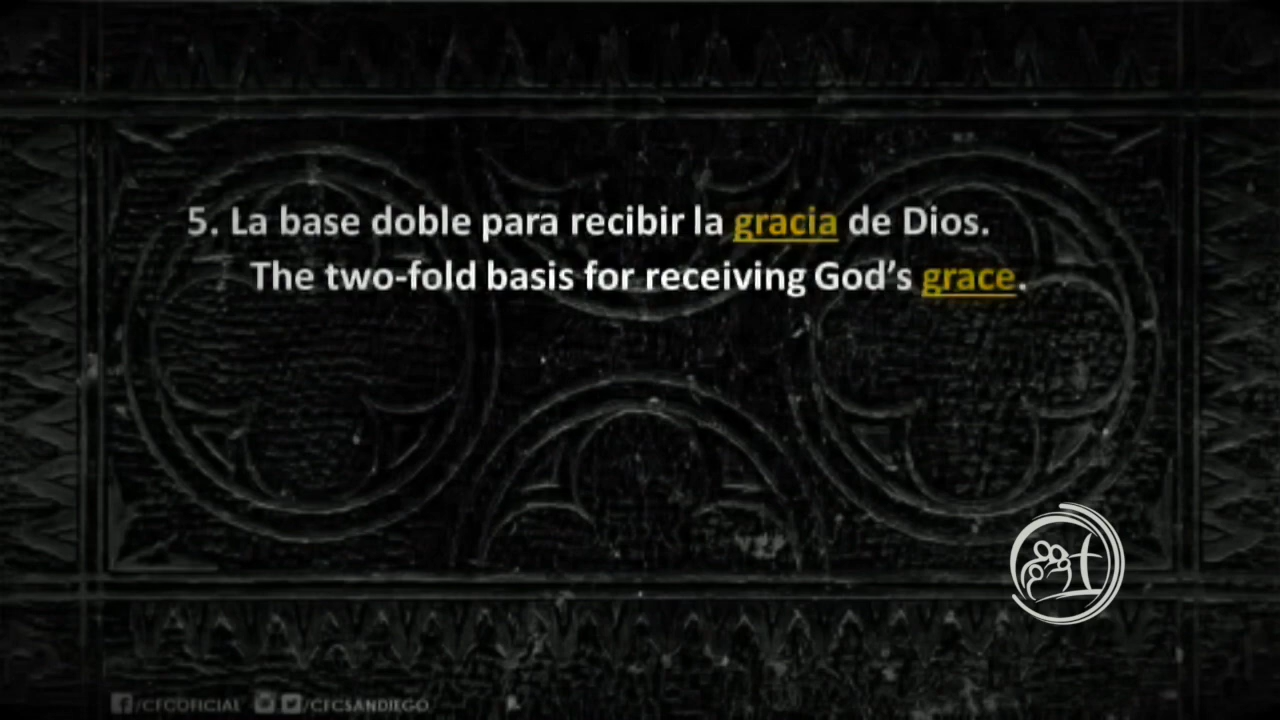 5. La base doble para recibir la gracia de Dios.
The two-fold basis for receiving God’s grace.
/CFCOFICIAL /CFCSANDIEGO